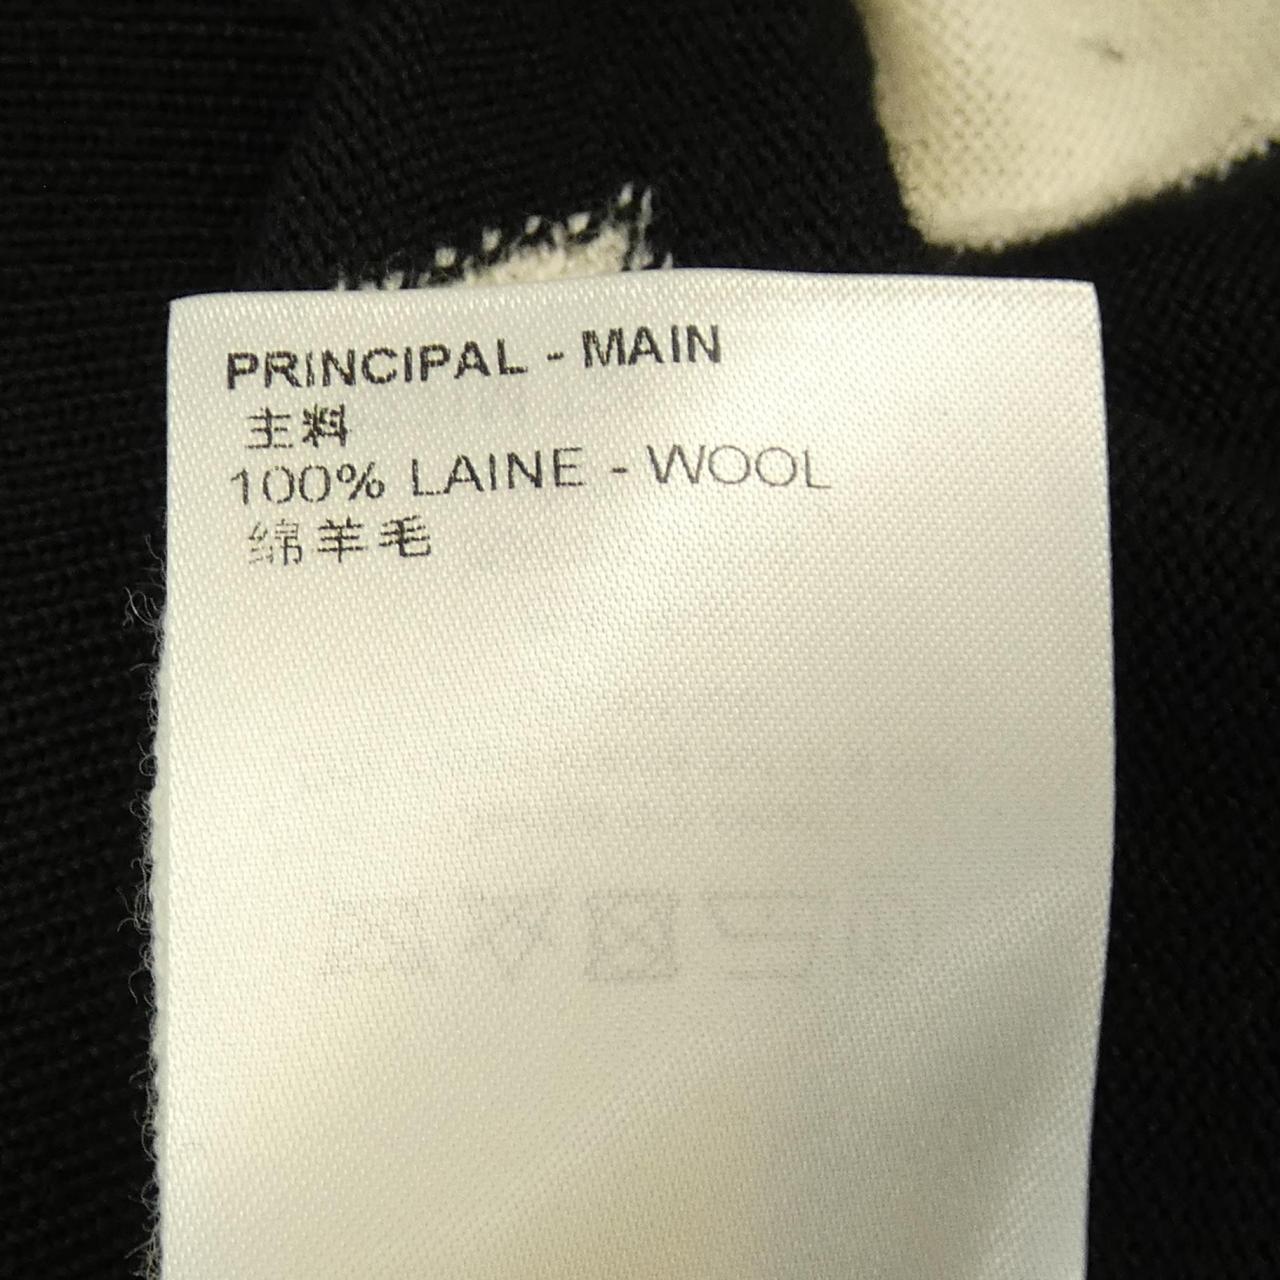 PRINCIPAL - MAIN
主料
100% LAINE - WOOL
绵羊毛